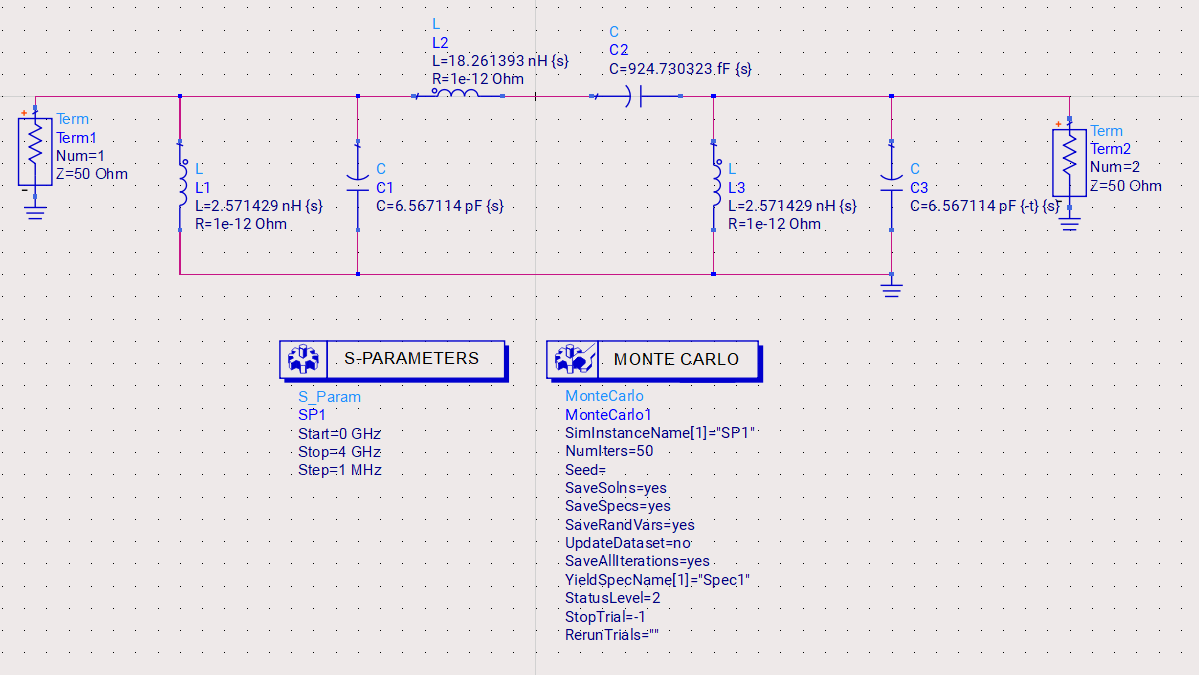 L
L2
L=18.261393 nH {s}
R=1e-12 Ohm
C
C2
C=924.730323 fF {s}
Term
Term1
Num=1
Z=50 Ohm
L
L1
L=2.571429 nH {s}
R=1e-12 Ohm
C
C1
C=6.567114 pF {s}
L
L3
L=2.571429 nH {s}
R=1e-12 Ohm
C
C3
C=6.567114 pF {-t} {s}
Term
Term2
Num=2
Z=50 Ohm
S-PARAMETERS
S_Param
SP1
Start=0 GHz
Stop=4 GHz
Step=1 MHz
MONTE CARLO
MonteCarlo
MonteCarlo1
SimInstanceName[1]="SP1"
NumIters=50
Seed=
SaveSolns=yes
SaveSpecs=yes
SaveRandVars=yes
UpdateDataset=no
SaveAllIterations=yes
YieldSpecName[1]="Spec1"
StatusLevel=2
StopTrial=-1
RerunTrials=""